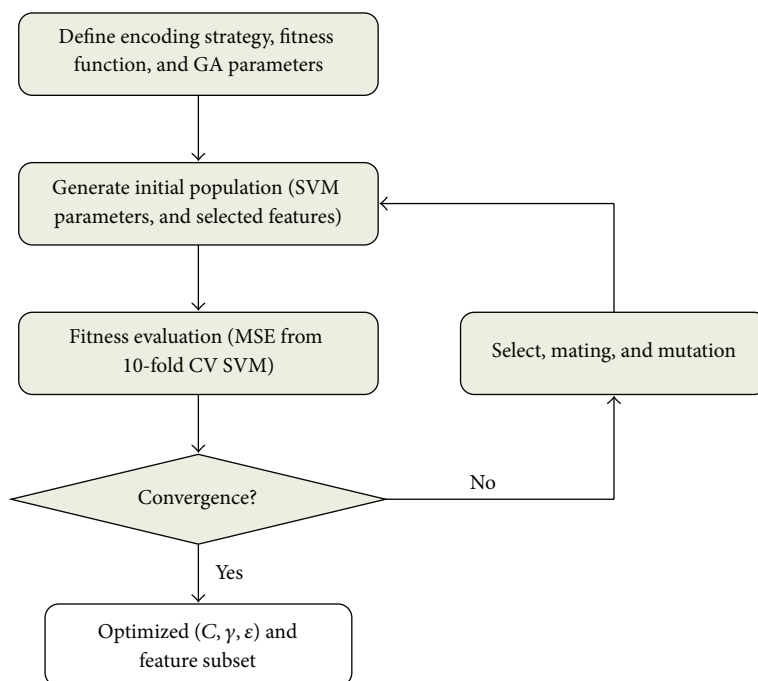 Define encoding strategy, fitness
function, and GA parameters
Generate initial population (SVM
parameters, and selected features)
Fitness evaluation (MSE from
10-fold CV SVM)
Select, mating, and mutation
Convergence?
No
Yes
Optimized (C, γ, ε) and
feature subset